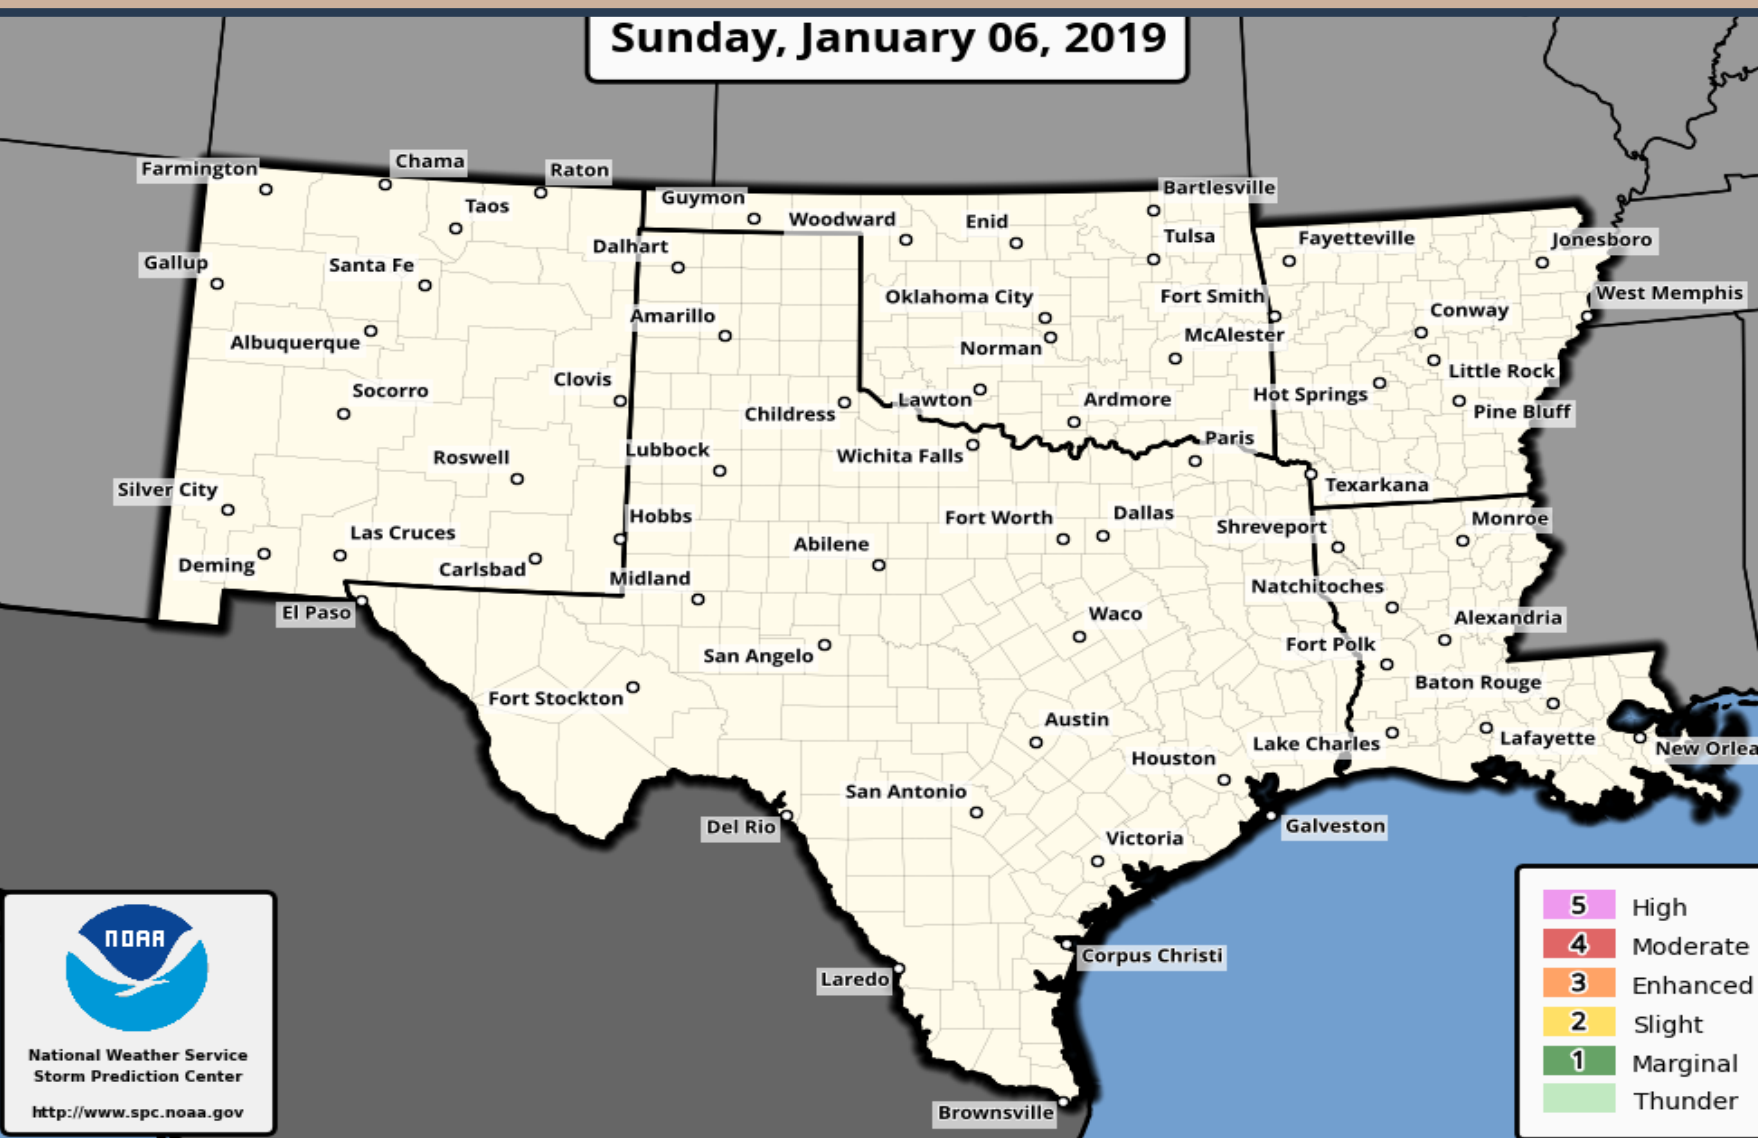 Sunday, January 06, 2019
Farmington
Chama
Raton
Taos
Guymon
Woodward
Enid
Bartlesville
Tulsa
Fayetteville
Jonesboro
Gallup
Santa Fe
Dalhart
Oklahoma City
Fort Smith
West Memphis
Albuquerque
Amarillo
Norman
McAlester
Conway
Little Rock
Socorro
Clovis
Childress
Lawton
Ardmore
Hot Springs
Pine Bluff
Roswell
Lubbock
Wichita Falls
Paris
Texarkana
Silver City
Las Cruces
Hobbs
Abilene
Fort Worth
Dallas
Shreveport
Monroe
Deming
Carlsbad
Midland
Natchitoches
El Paso
Waco
Alexandria
San Angelo
Fort Polk
Fort Stockton
Baton Rouge
Austin
Lake Charles
Lafayette
New Orlea
Houston
San Antonio
Del Rio
Victoria
Galveston
Corpus Christi
Laredo
Brownsville
NOAA
National Weather Service
Storm Prediction Center
http://www.spc.noaa.gov
5 High
4 Moderate
3 Enhanced
2 Slight
1 Marginal
Thunder